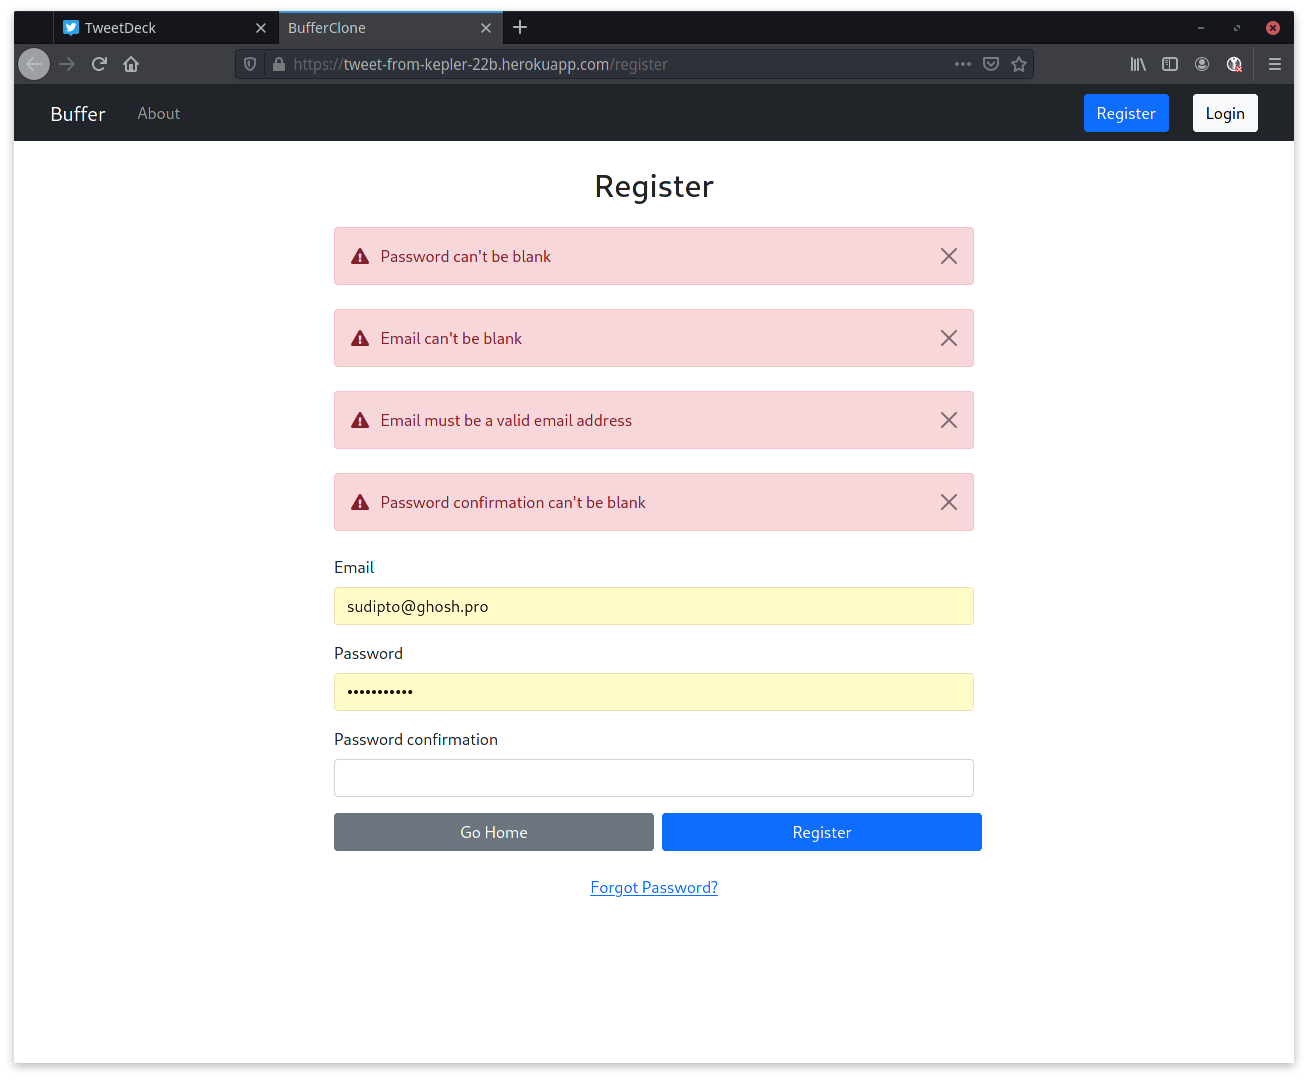 TweetDeck
BufferClone
https://tweet-from-kepler-22b.herokuapp.com/register
Buffer About Register Login
Register
Password can't be blank
Email can't be blank
Email must be a valid email address
Password confirmation can't be blank
Email
sudipto@ghosh.pro
Password
•••••••••••
Password confirmation
Go Home Register
Forgot Password?